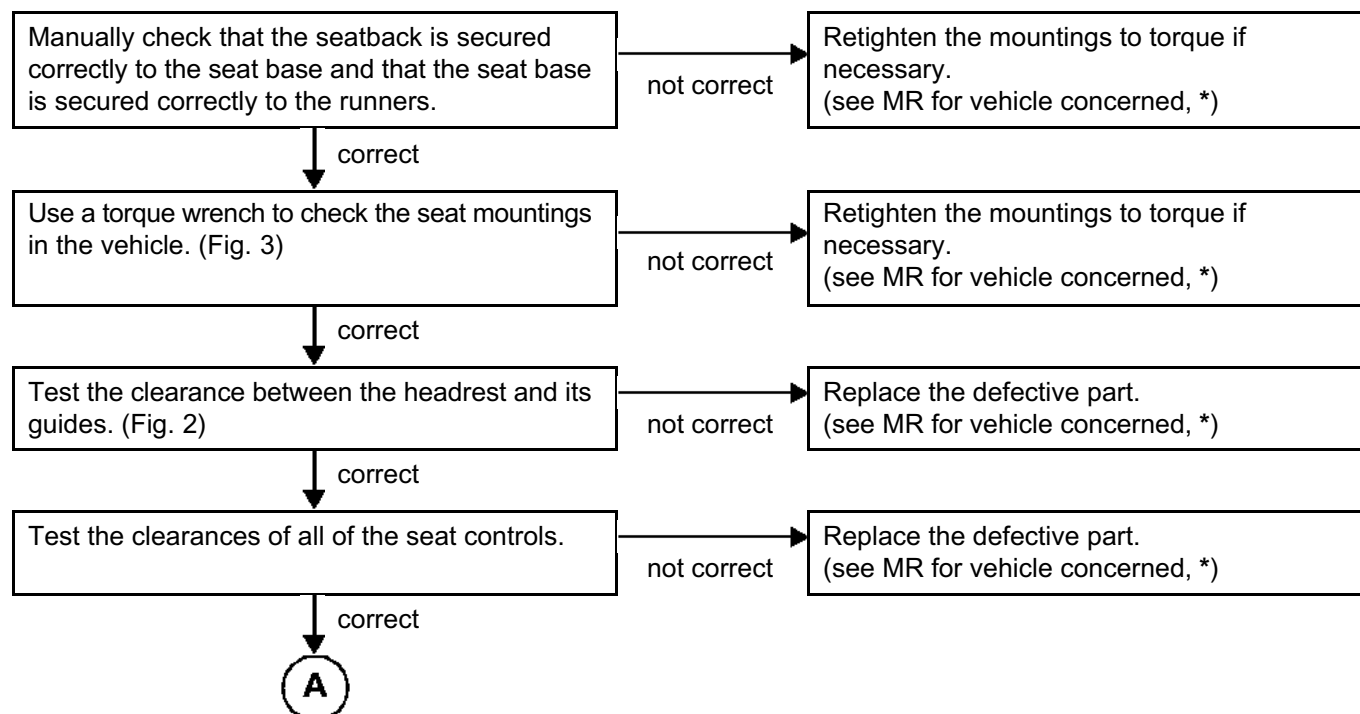 Manually check that the seatback is secured
correctly to the seat base and that the seat base
is secured correctly to the runners.
not correct
Retighten the mountings to torque if
necessary.
(see MR for vehicle concerned, *)
correct
Use a torque wrench to check the seat mountings
in the vehicle. (Fig. 3)
not correct
Retighten the mountings to torque if
necessary.
(see MR for vehicle concerned, *)
correct
Test the clearance between the headrest and its
guides. (Fig. 2)
not correct
Replace the defective part.
(see MR for vehicle concerned, *)
correct
Test the clearances of all of the seat controls.
not correct
Replace the defective part.
(see MR for vehicle concerned, *)
correct
A